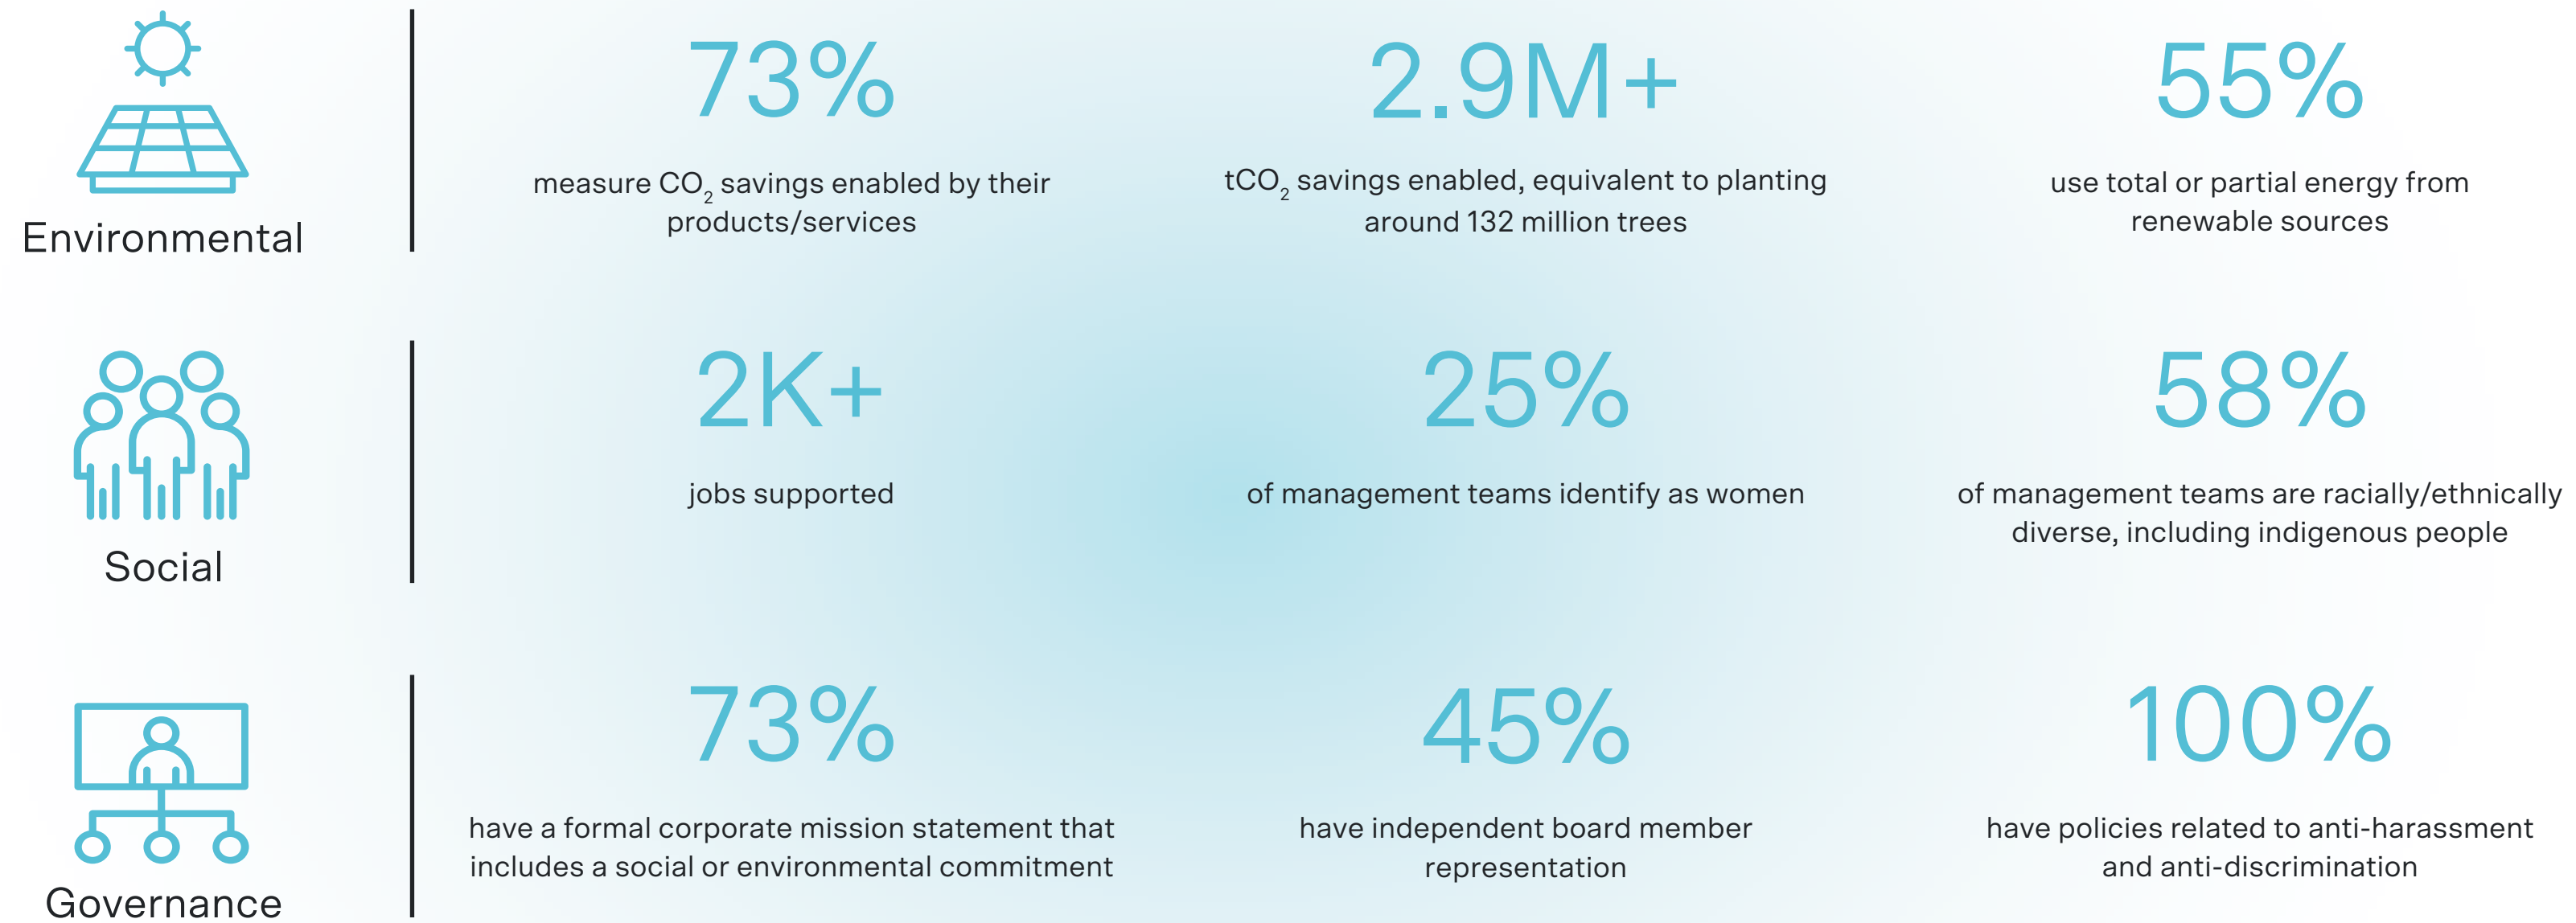 Environmental
73%
measure CO₂ savings enabled by their
products/services
2.9M+
tCO₂ savings enabled, equivalent to planting
around 132 million trees
55%
use total or partial energy from
renewable sources
Social
2K+
jobs supported
25%
of management teams identify as women
58%
of management teams are racially/ethnically
diverse, including indigenous people
Governance
73%
have a formal corporate mission statement that
includes a social or environmental commitment
45%
have independent board member
representation
100%
have policies related to anti-harassment
and anti-discrimination